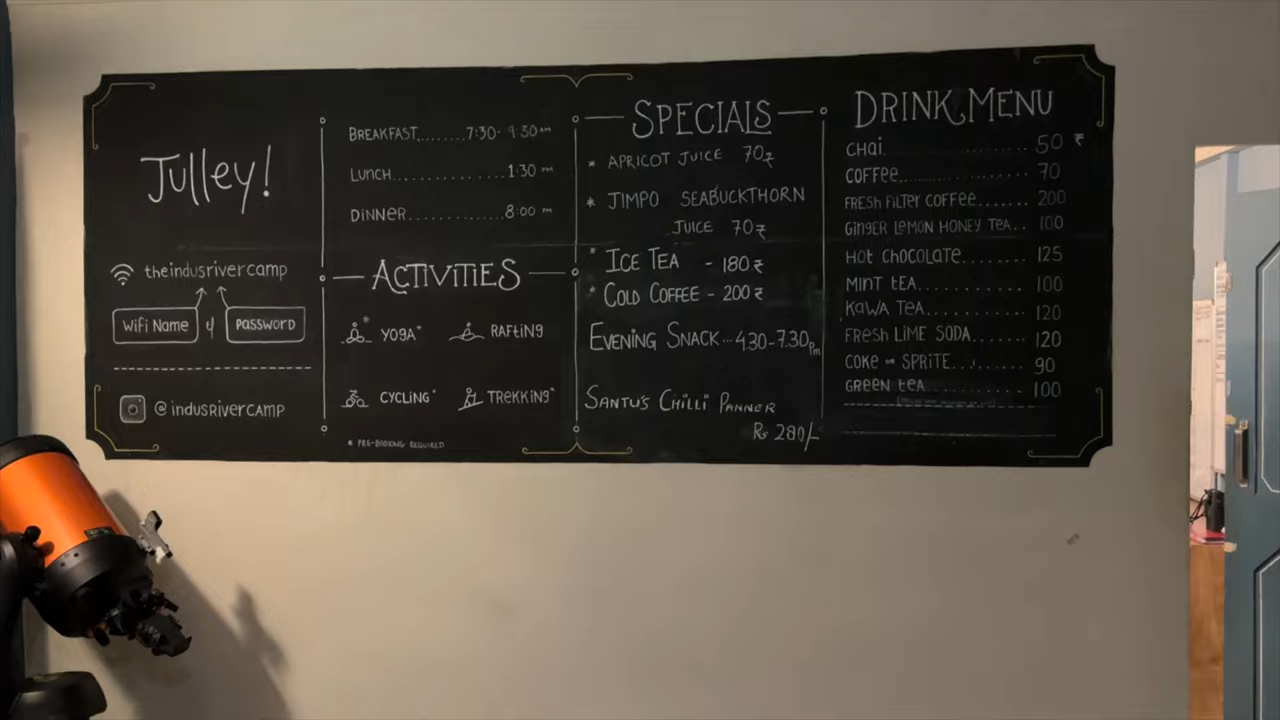 Julley!
theindusrivercamp
WiFi Name & PASSWORD
@indusrivercamp
BREAKFAST........7:30- 9:30 AM
LUNCH..............1:30 PM
DINNER............8:00 PM
ACTIVITIES
YOGA* RAFTING
CYCLING* TREKKING*
* PRE-BOOKING REQUIRED
SPECIALS
* APRICOT JUICE 70₹
* JIMPO SEABUCKTHORN
JUICE 70₹
* ICE TEA - 180₹
* COLD COFFEE - 200₹
EVENING SNACK...4.30-7.30pm
SANTU'S CHILLI PANNER
Rs 280/-
DRINK MENU
CHAI.................. 50 ₹
COFFEE................ 70
FRESH FILTER COFFEE....... 200
GINGER LEMON HONEY TEA.. 100
HOT CHOCOLATE........ 125
MINT TEA.............. 100
KAWA TEA............. 120
FRESH LIME SODA....... 120
COKE or SPRITE....... 90
GREEN TEA............ 100